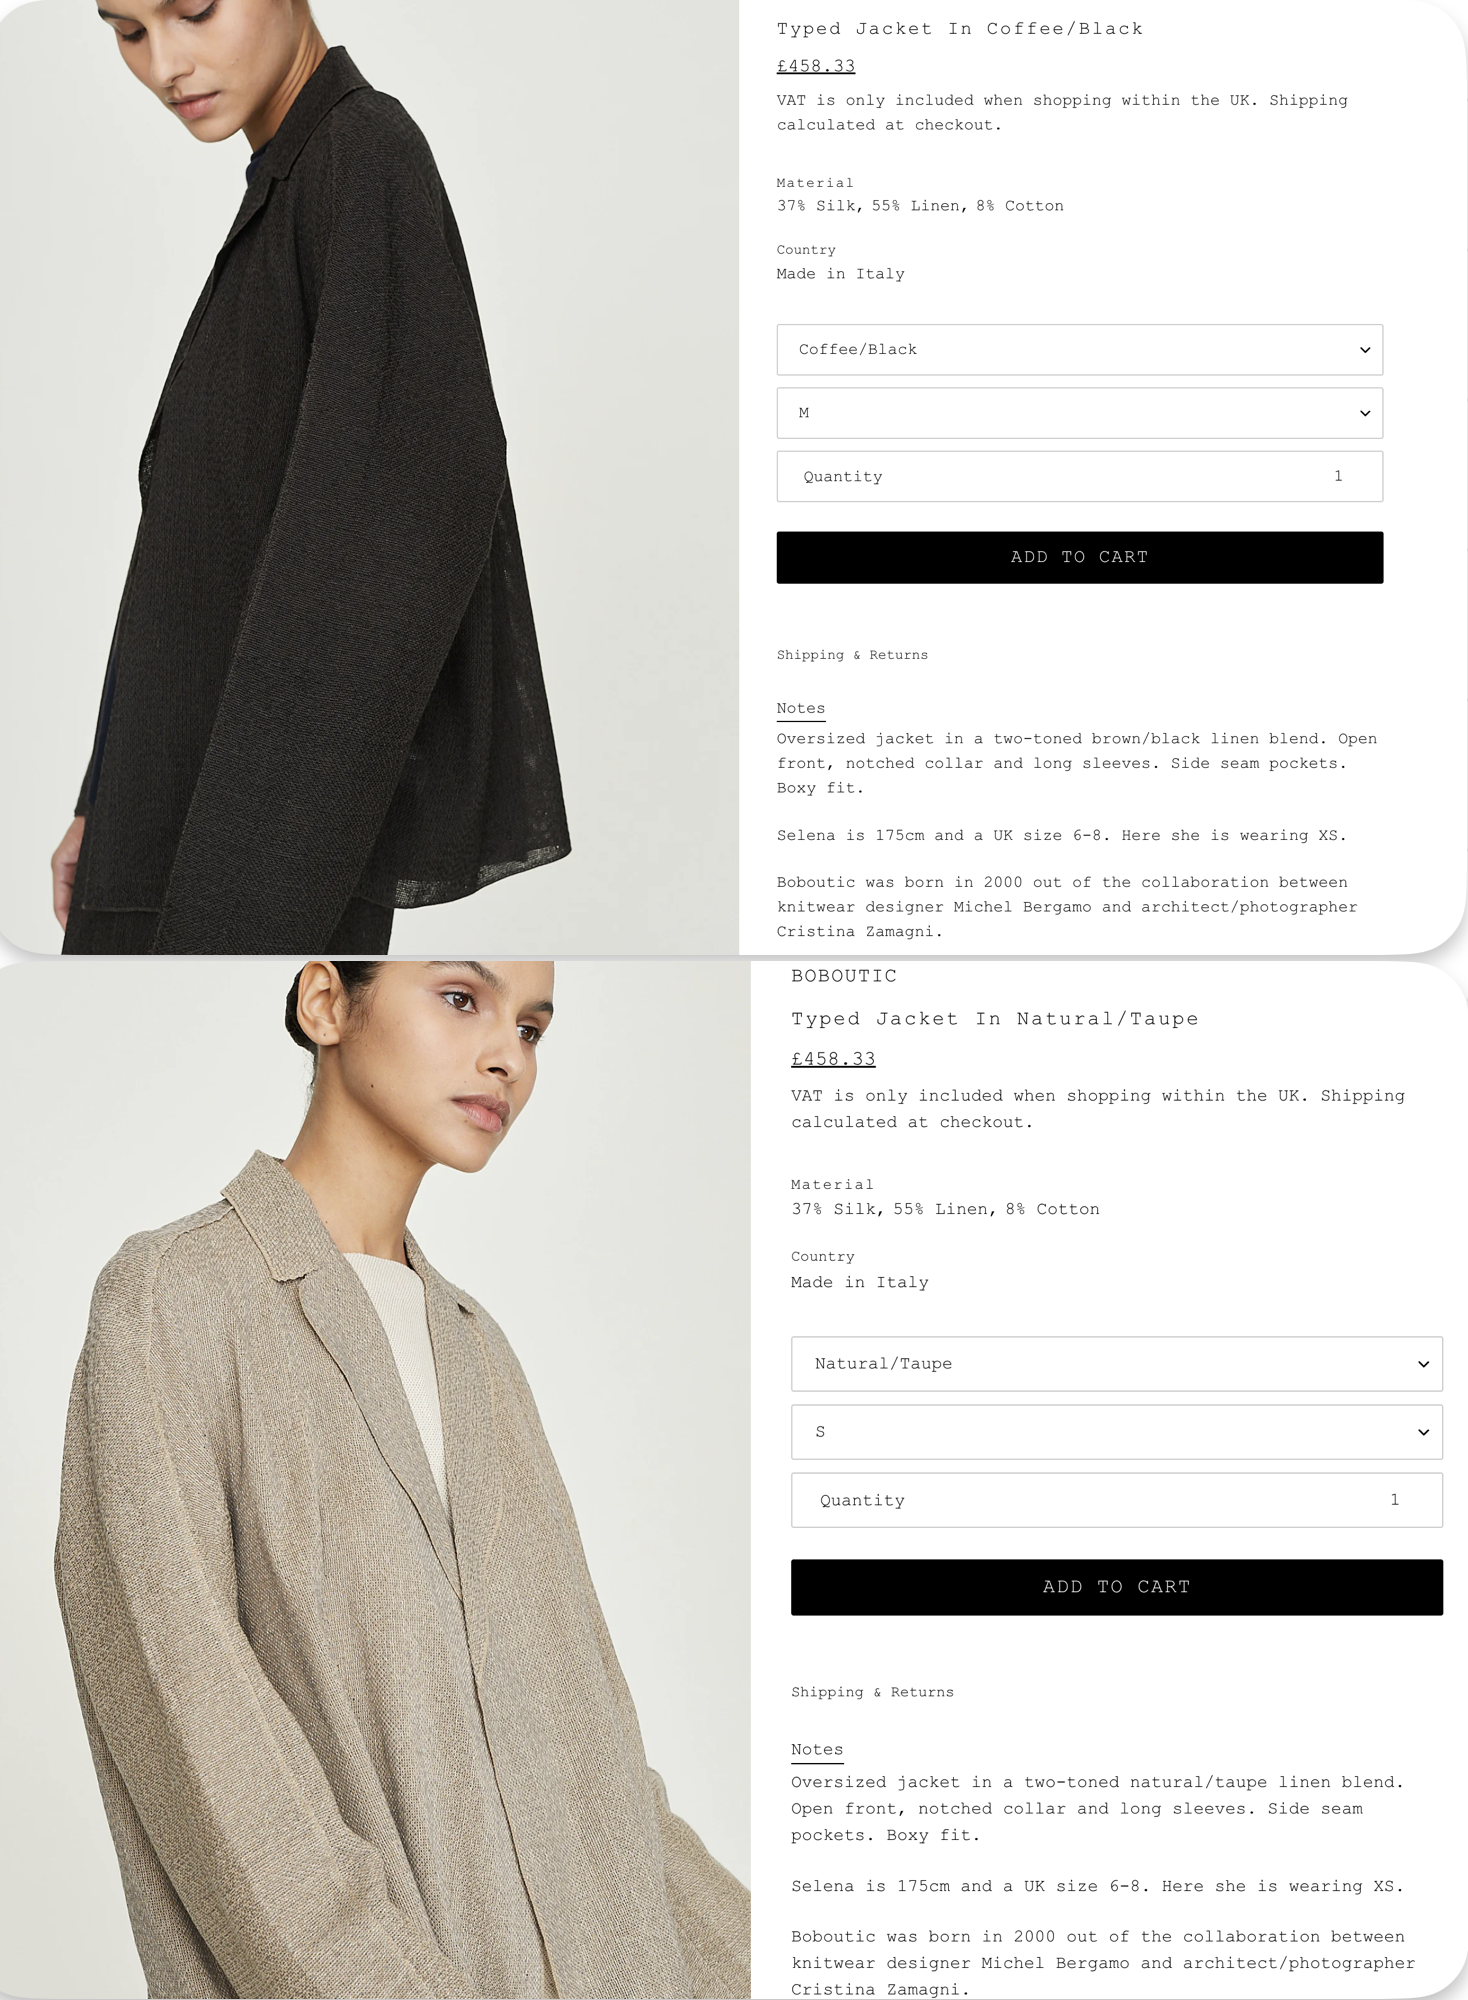 Typed Jacket In Coffee/Black
£458.33
VAT is only included when shopping within the UK. Shipping
calculated at checkout.
Material
37% Silk, 55% Linen, 8% Cotton
Country
Made in Italy
Coffee/Black
M
Quantity 1
ADD TO CART
Shipping & Returns
Notes
Oversized jacket in a two-toned brown/black linen blend. Open
front, notched collar and long sleeves. Side seam pockets.
Boxy fit.
Selena is 175cm and a UK size 6-8. Here she is wearing XS.
Boboutic was born in 2000 out of the collaboration between
knitwear designer Michel Bergamo and architect/photographer
Cristina Zamagni.
BOBOUTIC
Typed Jacket In Natural/Taupe
£458.33
VAT is only included when shopping within the UK. Shipping
calculated at checkout.
Material
37% Silk, 55% Linen, 8% Cotton
Country
Made in Italy
Natural/Taupe
S
Quantity 1
ADD TO CART
Shipping & Returns
Notes
Oversized jacket in a two-toned natural/taupe linen blend.
Open front, notched collar and long sleeves. Side seam
pockets. Boxy fit.
Selena is 175cm and a UK size 6-8. Here she is wearing XS.
Boboutic was born in 2000 out of the collaboration between
knitwear designer Michel Bergamo and architect/photographer
Cristina Zamagni.